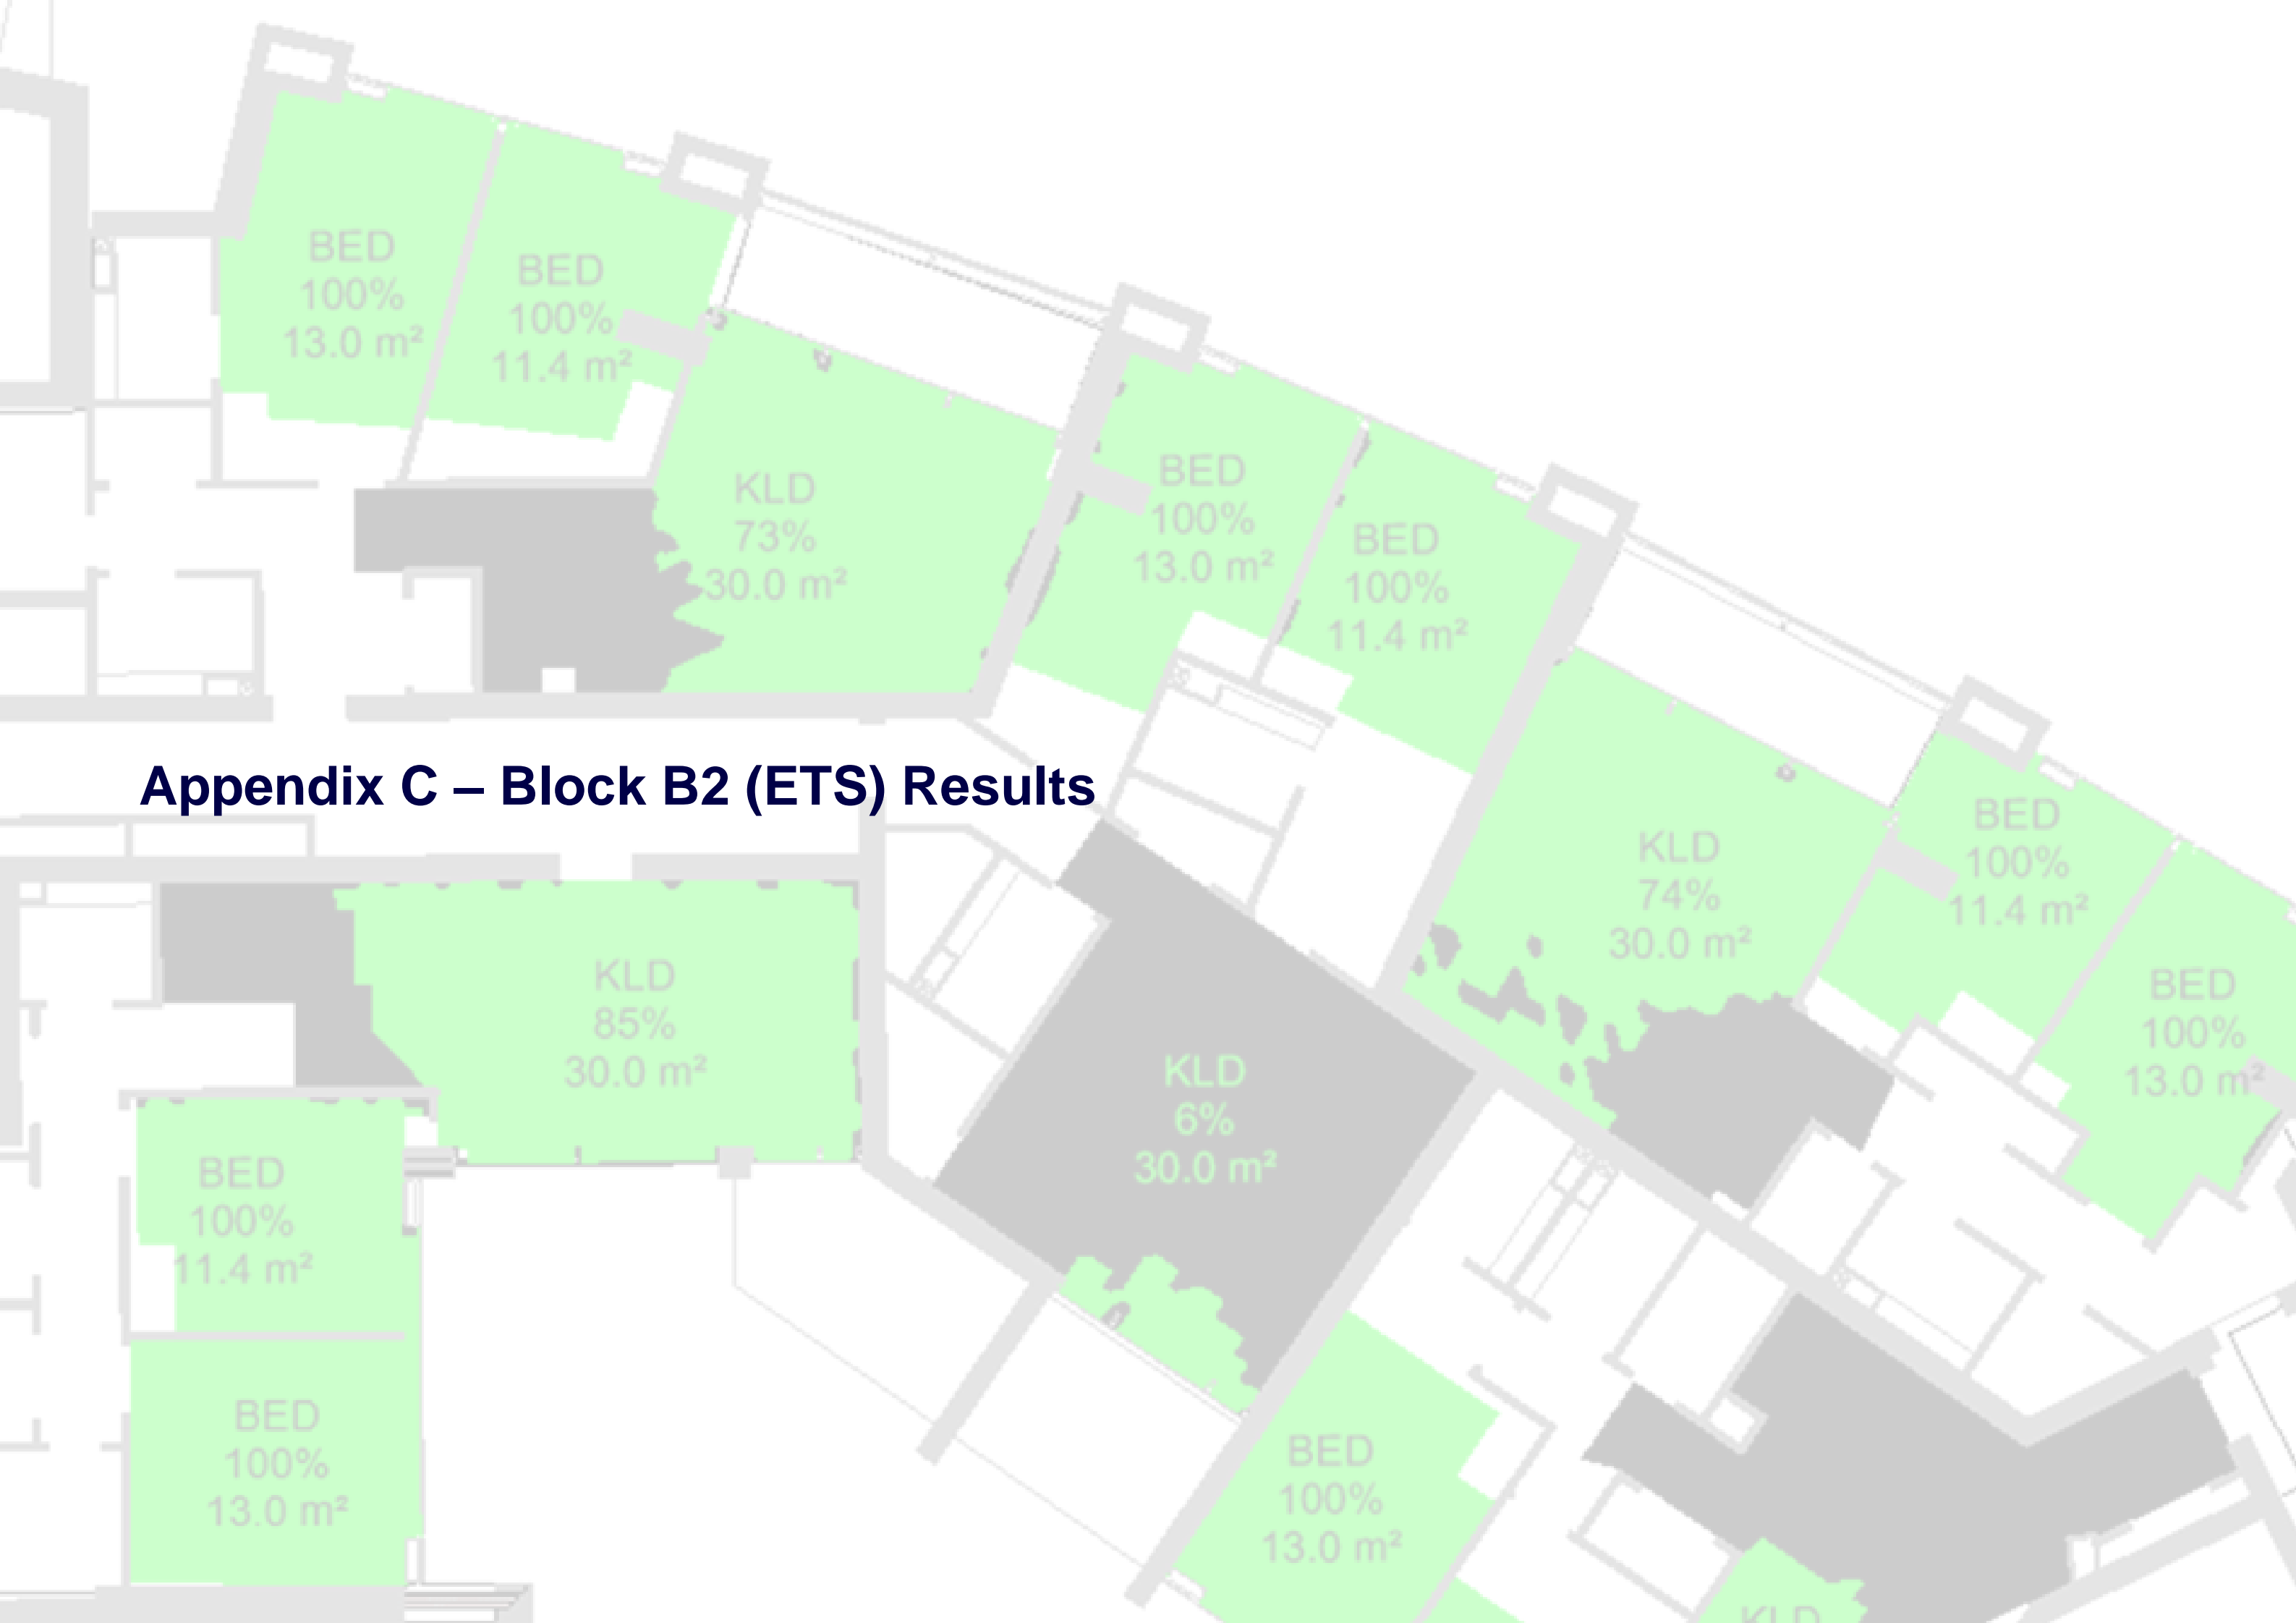 BED
100%
13.0 m²
BED
100%
11.4 m²
KLD
73%
30.0 m²
BED
100%
13.0 m²
BED
100%
11.4 m²
Appendix C – Block B2 (ETS) Results
KLD
74%
30.0 m²
BED
100%
11.4 m²
BED
100%
13.0 m²
KLD
85%
30.0 m²
KLD
6%
30.0 m²
BED
100%
11.4 m²
BED
100%
13.0 m²
BED
100%
13.0 m²
KLD